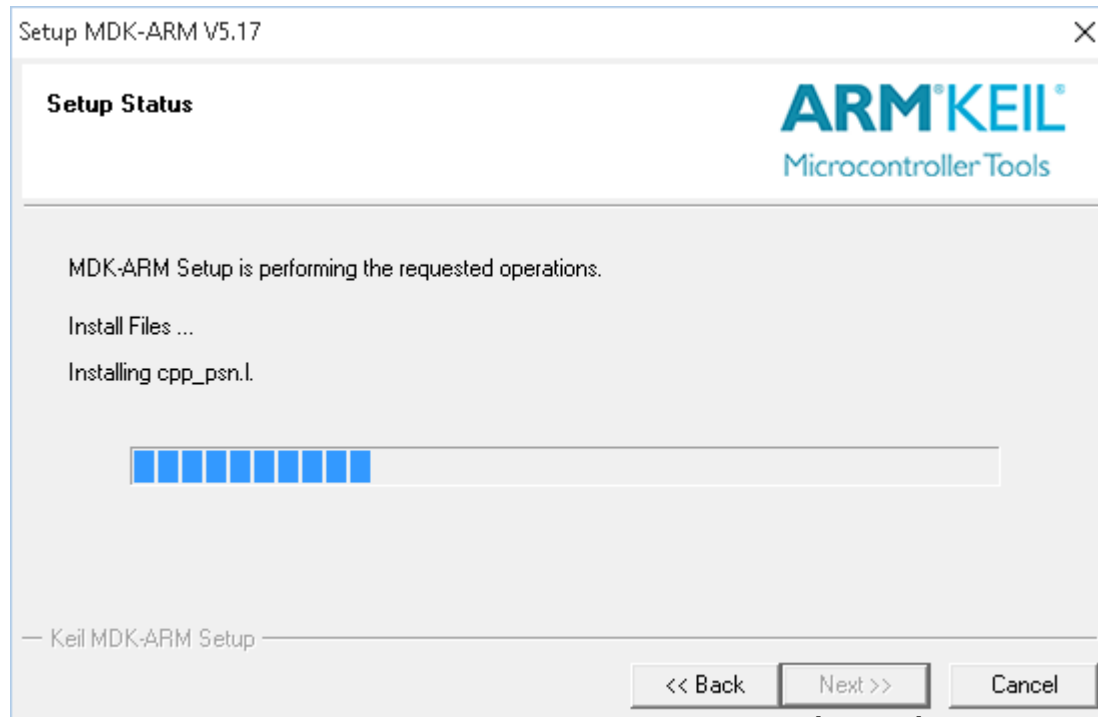 Setup MDK-ARM V5.17
Setup Status
ARM®KEIL®
Microcontroller Tools
MDK-ARM Setup is performing the requested operations.
Install Files ...
Installing cpp_psn.l.
Keil MDK-ARM Setup
<< Back
Next >>
Cancel